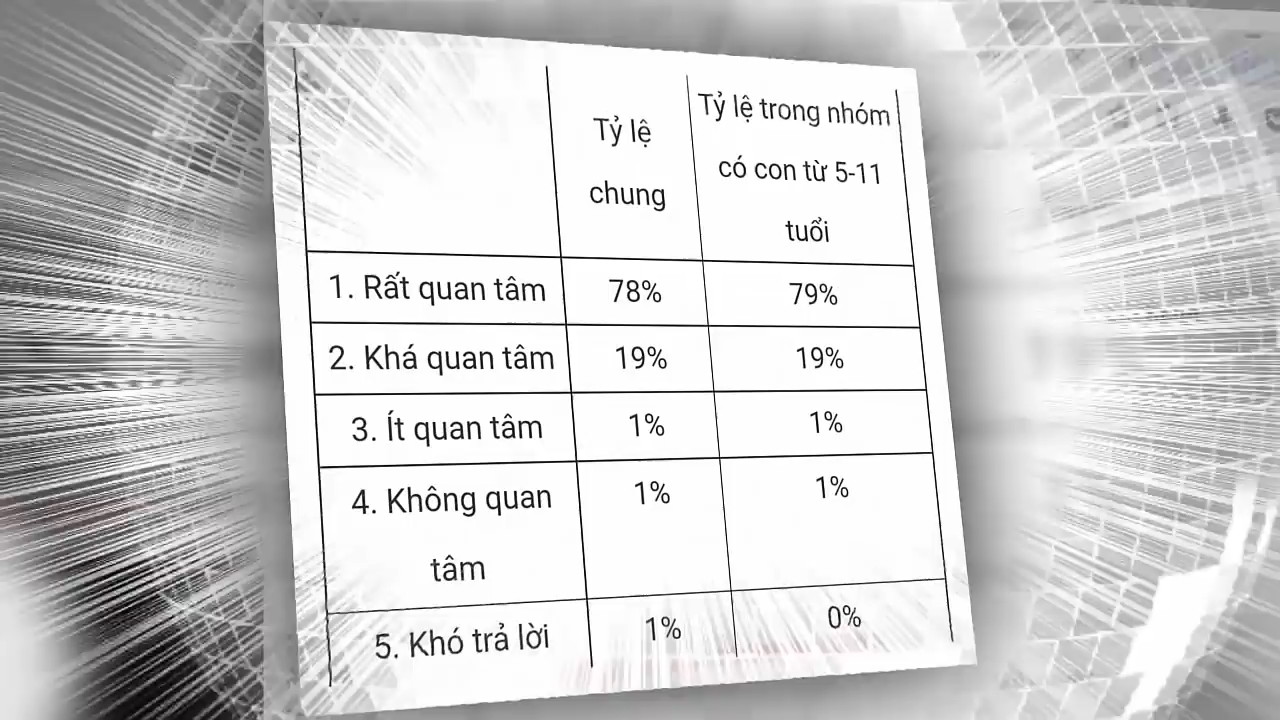 Tỷ lệ
chung
Tỷ lệ trong nhóm
có con từ 5-11
tuổi
1. Rất quan tâm 78% 79%
2. Khá quan tâm 19% 19%
3. Ít quan tâm 1% 1%
4. Không quan
tâm
1% 1%
5. Khó trả lời 1% 0%